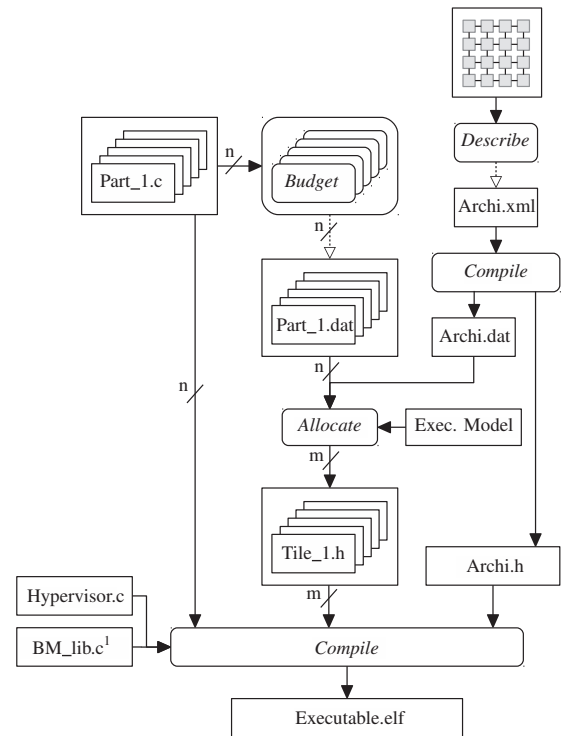 Describe
n
Part_1.c
Budget
Archi.xml
n
Compile
Part_1.dat
Archi.dat
n
n
Allocate
Exec. Model
m
Tile_1.h
Archi.h
Hypervisor.c
m
BM_lib.c¹
Compile
Executable.elf